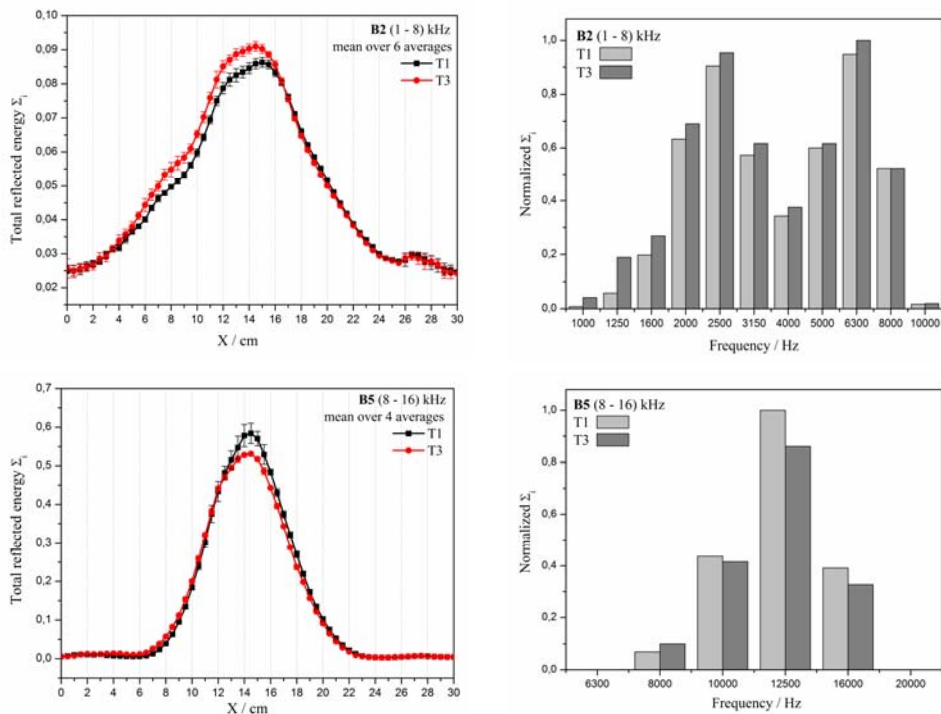 B2 (1 - 8) kHz
mean over 6 averages
T1
T3
Total reflected energy Σi
0,10
0,09
0,08
0,07
0,06
0,05
0,04
0,03
0,02
0 2 4 6 8 10 12 14 16 18 20 22 24 26 28 30
X / cm
B2 (1 - 8) kHz
T1
T3
Normalized Σi
1,0
0,8
0,6
0,4
0,2
0,0
1000 1250 1600 2000 2500 3150 4000 5000 6300 8000 10000
Frequency / Hz
B5 (8 - 16) kHz
mean over 4 averages
T1
T3
Total reflected energy Σi
0,7
0,6
0,5
0,4
0,3
0,2
0,1
0,0
0 2 4 6 8 10 12 14 16 18 20 22 24 26 28 30
X / cm
B5 (8 - 16) kHz
T1
T3
Normalized Σi
1,0
0,8
0,6
0,4
0,2
0,0
6300 8000 10000 12500 16000 20000
Frequency / Hz